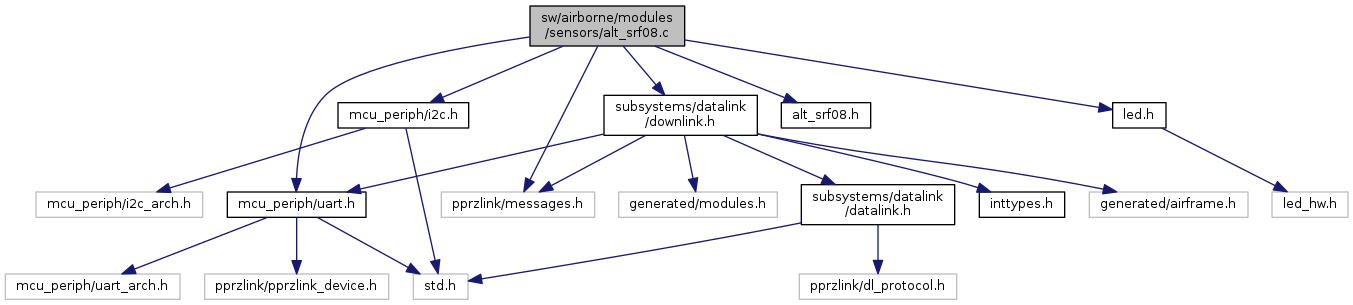 sw/airborne/modules
/sensors/alt_srf08.c
mcu_periph/i2c.h
subsystems/datalink
/downlink.h
alt_srf08.h
led.h
mcu_periph/i2c_arch.h
mcu_periph/uart.h
pprzlink/messages.h
generated/modules.h
subsystems/datalink
/datalink.h
inttypes.h
generated/airframe.h
led_hw.h
mcu_periph/uart_arch.h
pprzlink/pprzlink_device.h
std.h
pprzlink/dl_protocol.h